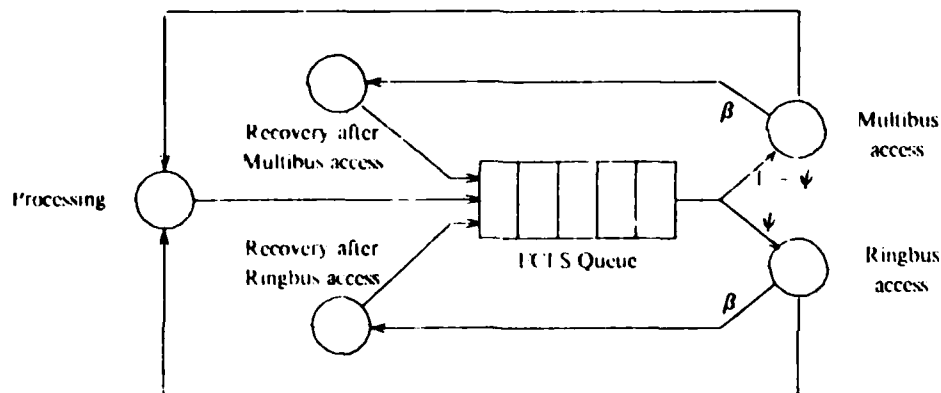 β
Multibus
access
Recovery after
Multibus access
1 - ψ
Processing
ψ
Recovery after
Ringbus access
FCFS Queue
Ringbus
access
β